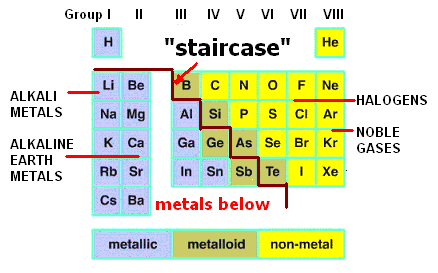 Group I II III IV V VI VII VIII
H "staircase" He
Li Be B C N O F Ne
ALKALI
METALS
HALOGENS
Na Mg Al Si P S Cl Ar
NOBLE
GASES
ALKALINE
EARTH
METALS
K Ca Ga Ge As Se Br Kr
Rb Sr In Sn Sb Te I Xe
Cs Ba metals below
metallic metalloid non-metal